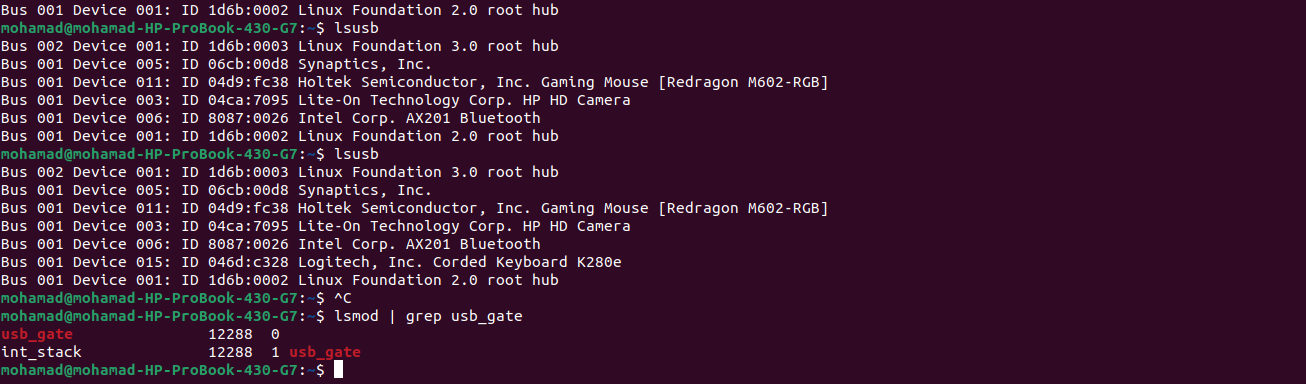 Bus 001 Device 001: ID 1d6b:0002 Linux Foundation 2.0 root hub
mohamad@mohamad-HP-ProBook-430-G7:~$ lsusb
Bus 002 Device 001: ID 1d6b:0003 Linux Foundation 3.0 root hub
Bus 001 Device 005: ID 06cb:00d8 Synaptics, Inc.
Bus 001 Device 011: ID 04d9:fc38 Holtek Semiconductor, Inc. Gaming Mouse [Redragon M602-RGB]
Bus 001 Device 003: ID 04ca:7095 Lite-On Technology Corp. HP HD Camera
Bus 001 Device 006: ID 8087:0026 Intel Corp. AX201 Bluetooth
Bus 001 Device 001: ID 1d6b:0002 Linux Foundation 2.0 root hub
mohamad@mohamad-HP-ProBook-430-G7:~$ lsusb
Bus 002 Device 001: ID 1d6b:0003 Linux Foundation 3.0 root hub
Bus 001 Device 005: ID 06cb:00d8 Synaptics, Inc.
Bus 001 Device 011: ID 04d9:fc38 Holtek Semiconductor, Inc. Gaming Mouse [Redragon M602-RGB]
Bus 001 Device 003: ID 04ca:7095 Lite-On Technology Corp. HP HD Camera
Bus 001 Device 006: ID 8087:0026 Intel Corp. AX201 Bluetooth
Bus 001 Device 015: ID 046d:c328 Logitech, Inc. Corded Keyboard K280e
Bus 001 Device 001: ID 1d6b:0002 Linux Foundation 2.0 root hub
mohamad@mohamad-HP-ProBook-430-G7:~$ ^C
mohamad@mohamad-HP-ProBook-430-G7:~$ lsmod | grep usb_gate
usb_gate               12288  0
int_stack              12288  1 usb_gate
mohamad@mohamad-HP-ProBook-430-G7:~$